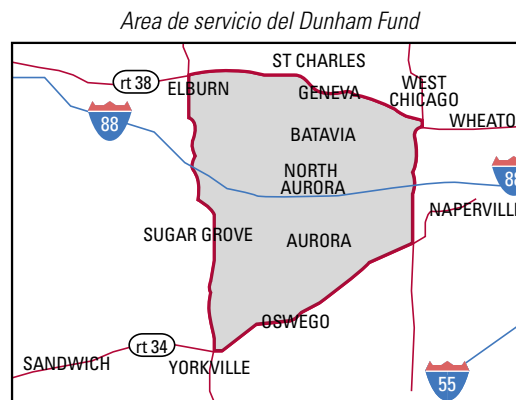 Area de servicio del Dunham Fund
ST CHARLES
rt 38
ELBURN
GENEVA
WEST
CHICAGO
88
WHEATO
BATAVIA
NORTH
AURORA
88
NAPERVILLE
SUGAR GROVE
AURORA
OSWEGO
rt 34
SANDWICH
YORKVILLE
55